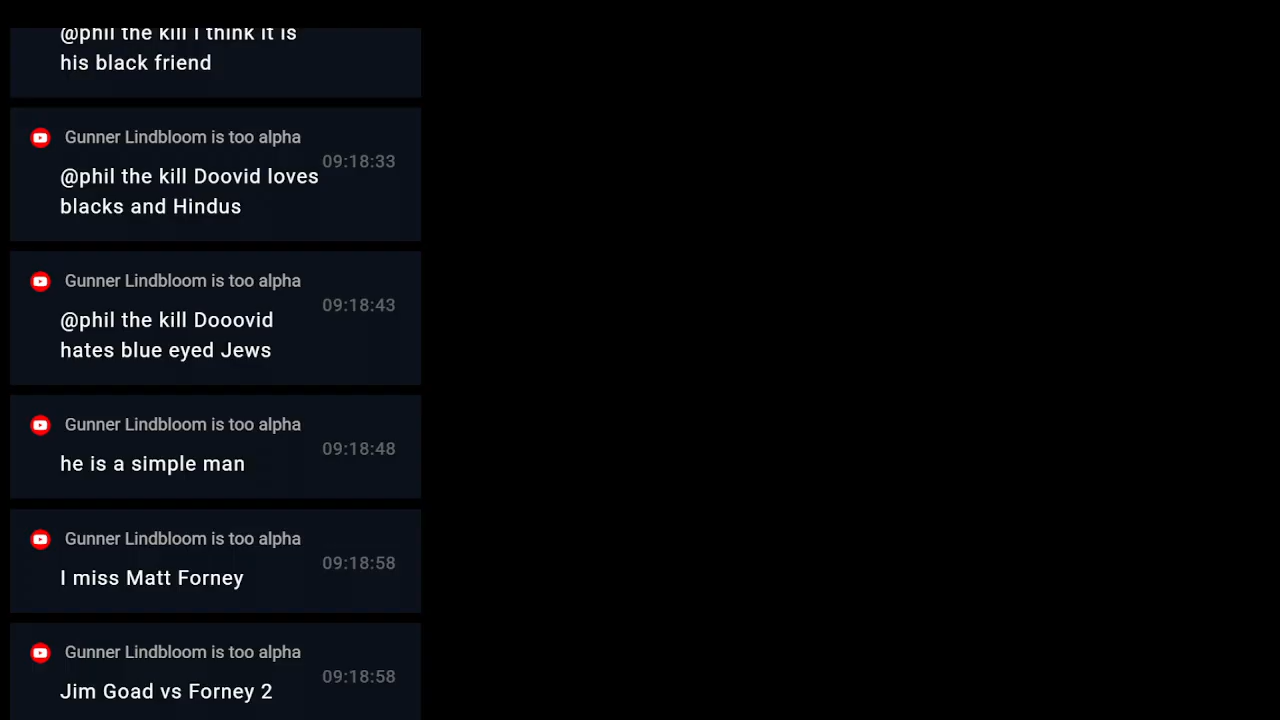 @phil the kill I think it is
his black friend
Gunner Lindbloom is too alpha
09:18:33
@phil the kill Doovid loves
blacks and Hindus
Gunner Lindbloom is too alpha
09:18:43
@phil the kill Dooovid
hates blue eyed Jews
Gunner Lindbloom is too alpha
09:18:48
he is a simple man
Gunner Lindbloom is too alpha
09:18:58
I miss Matt Forney
Gunner Lindbloom is too alpha
09:18:58
Jim Goad vs Forney 2